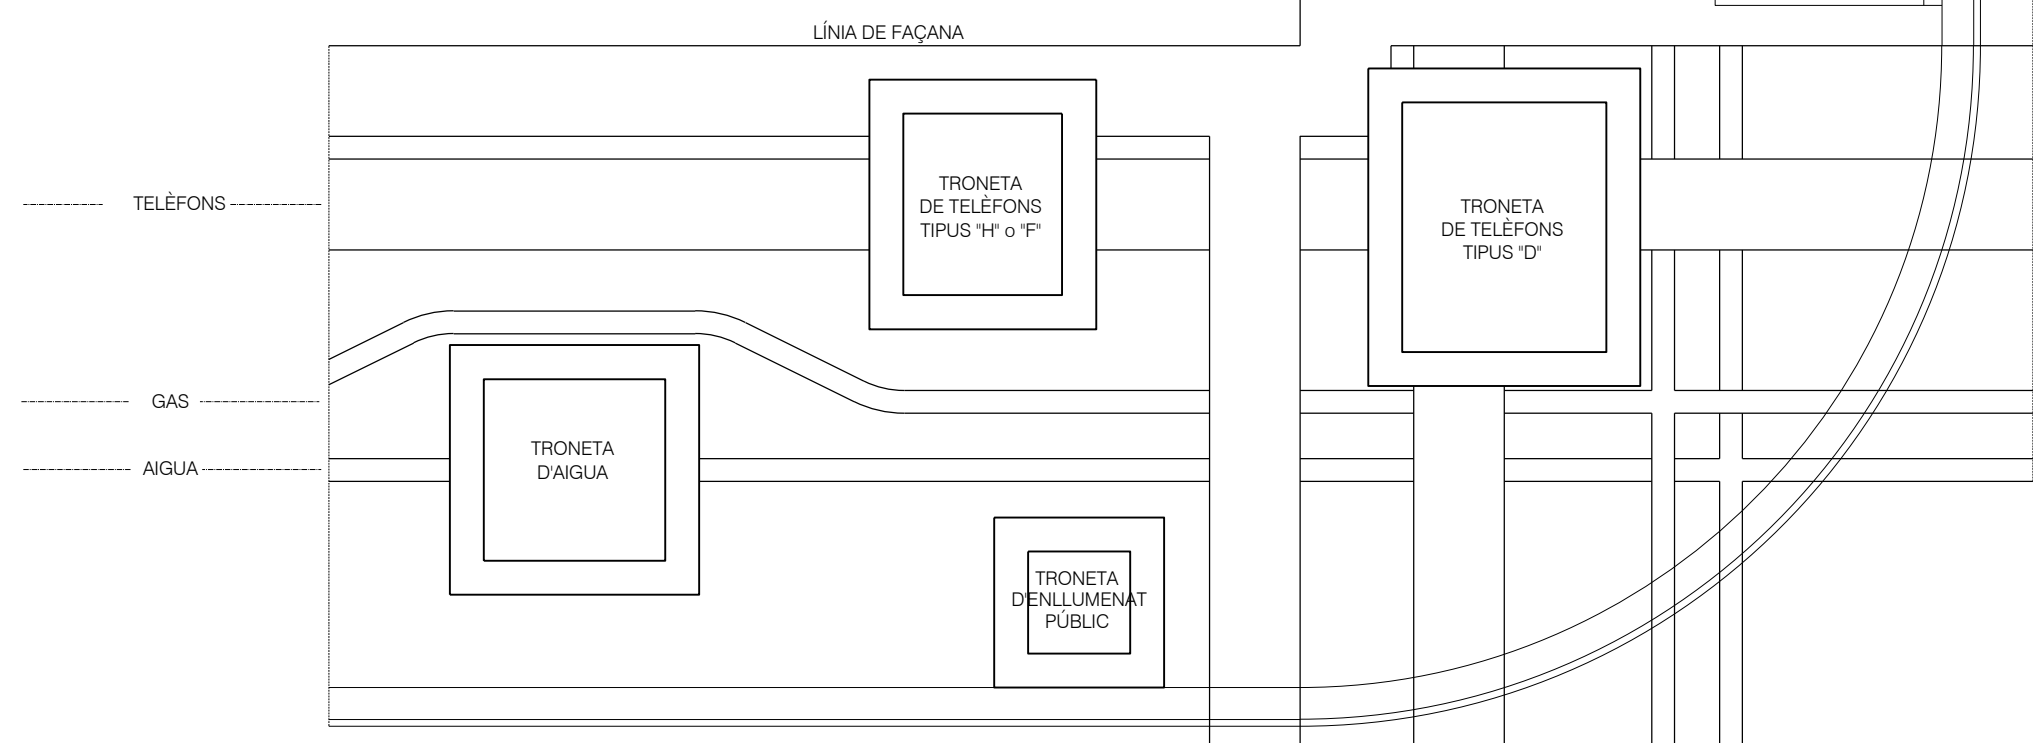 LÍNIA DE FAÇANA
TELÈFONS
TRONETA
DE TELÈFONS
TIPUS "H" o "F"
TRONETA
DE TELÈFONS
TIPUS "D"
GAS
AIGUA
TRONETA
D'AIGUA
TRONETA
D'ENLLUMENAT
PÚBLIC